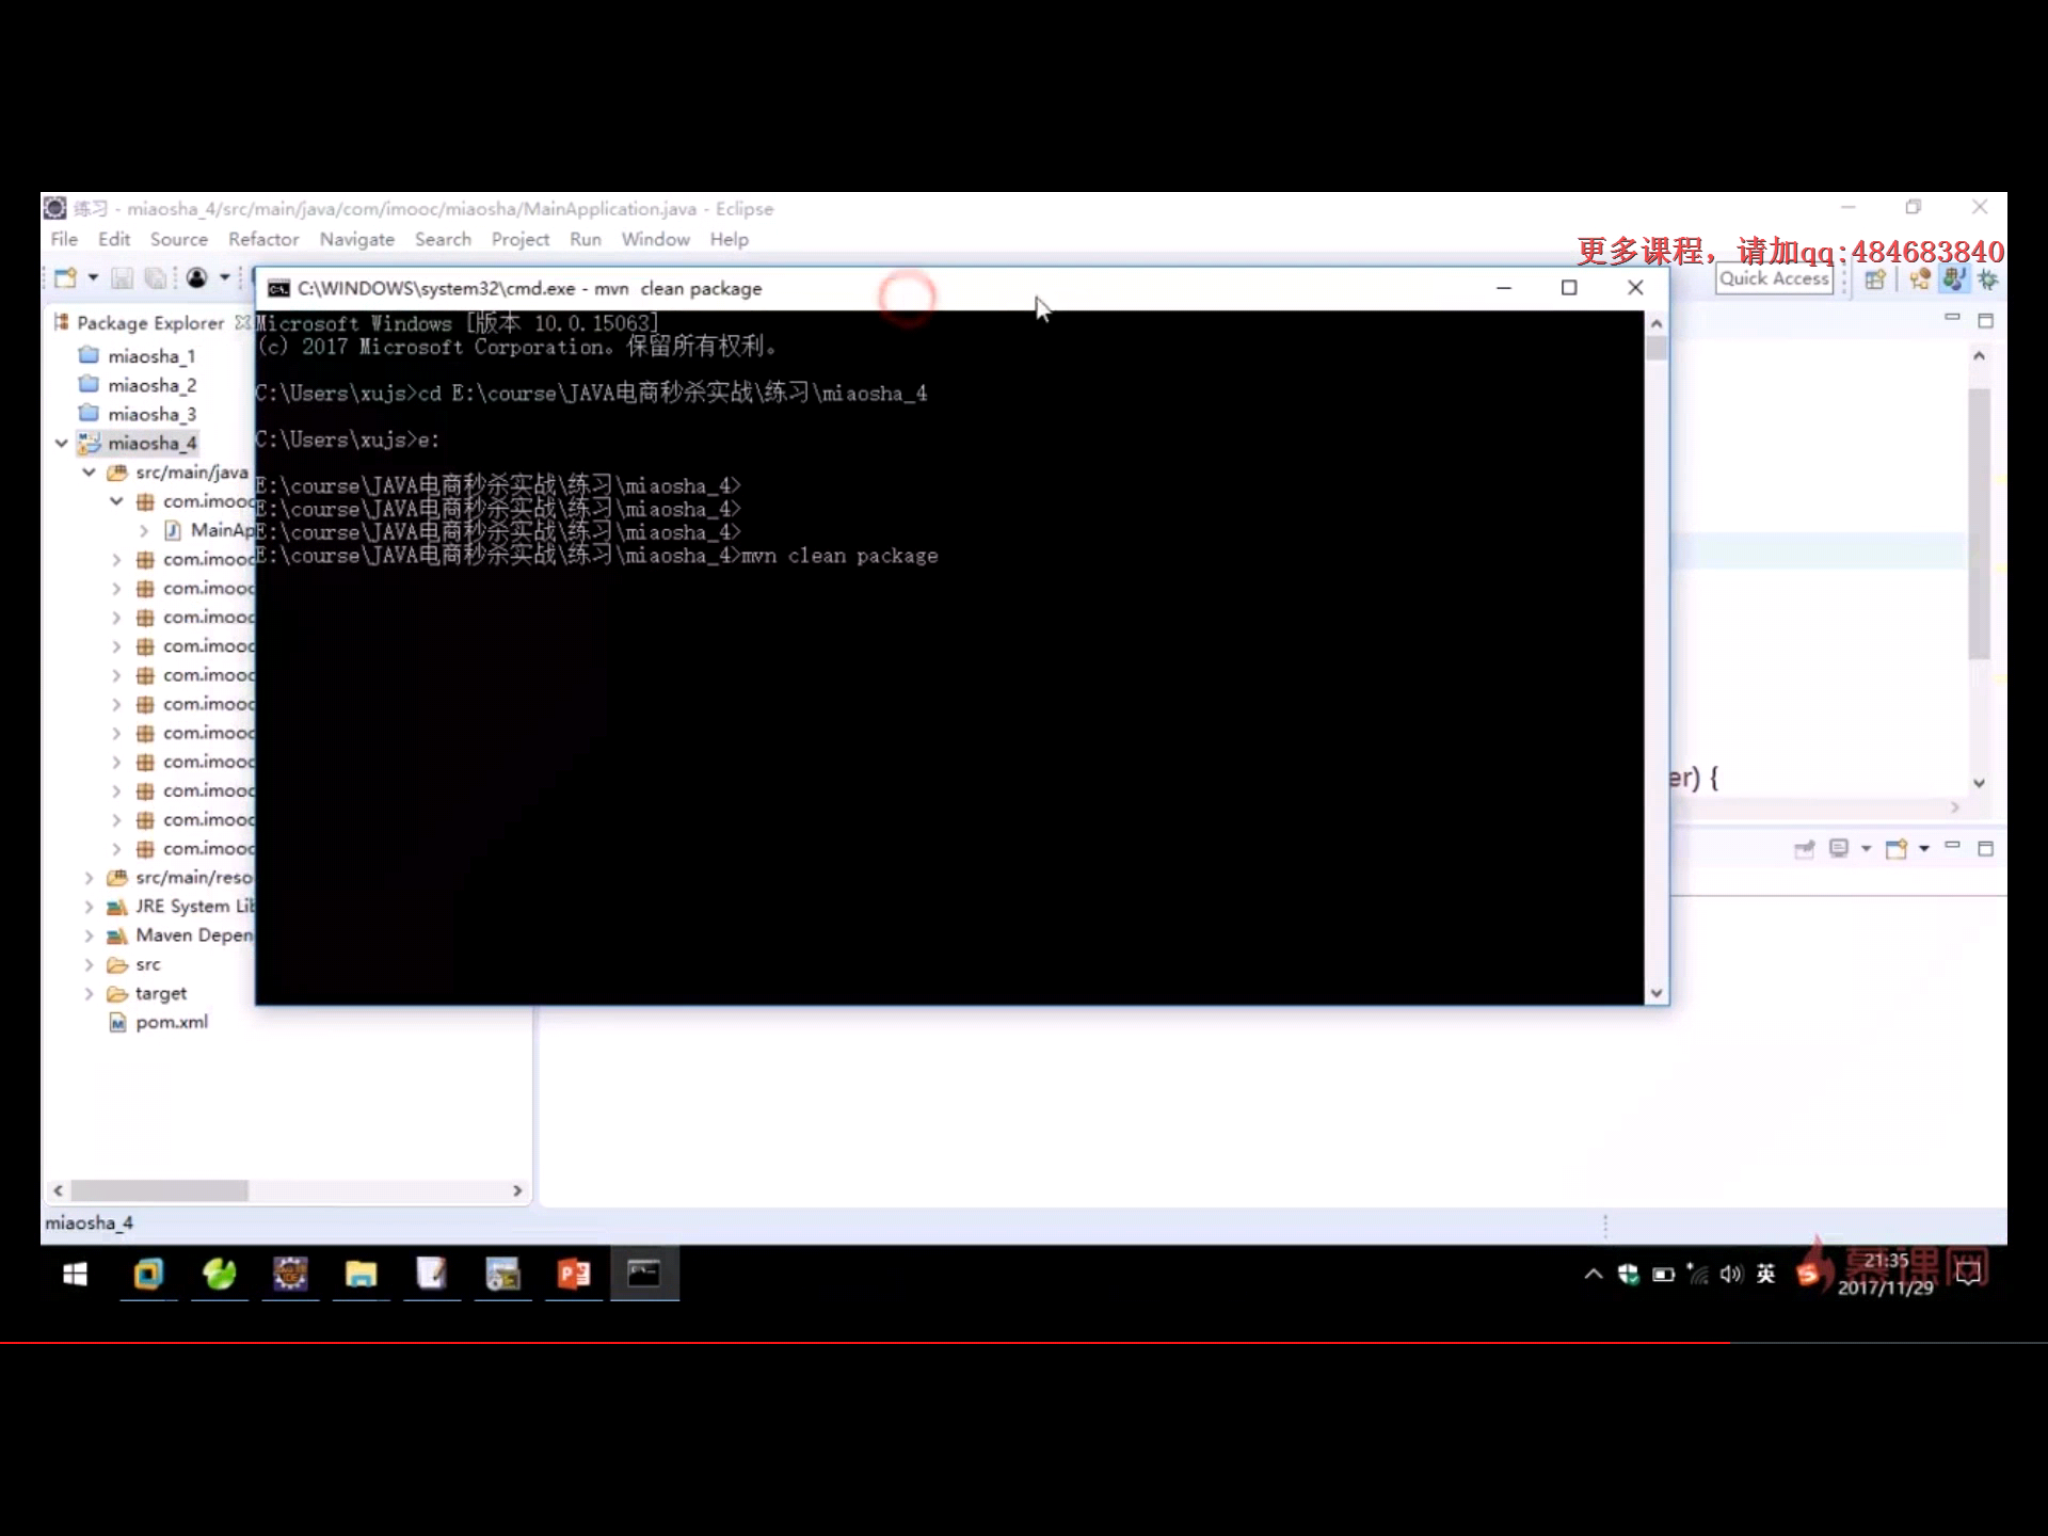 练习 - miaosha_4/src/main/java/com/imooc/miaosha/MainApplication.java - Eclipse
File Edit Source Refactor Navigate Search Project Run Window Help
更多课程，请加qq:484683840
Quick Access
C:\WINDOWS\system32\cmd.exe - mvn clean package
Package Explorer
miaosha_1
miaosha_2
miaosha_3
miaosha_4
src/main/java
com.imooc
MainAp
com.imooc
com.imooc
com.imooc
com.imooc
com.imooc
com.imooc
com.imooc
com.imooc
com.imooc
com.imooc
com.imooc
src/main/reso
JRE System Lib
Maven Depen
src
target
pom.xml
Microsoft Windows [版本 10.0.15063]
(c) 2017 Microsoft Corporation。保留所有权利。
C:\Users\xujs>cd E:\course\JAVA电商秒杀实战\练习\miaosha_4
C:\Users\xujs>e:
E:\course\JAVA电商秒杀实战\练习\miaosha_4>
E:\course\JAVA电商秒杀实战\练习\miaosha_4>
E:\course\JAVA电商秒杀实战\练习\miaosha_4>
E:\course\JAVA电商秒杀实战\练习\miaosha_4>mvn clean package
er) {
miaosha_4
英
慕课网
21:35
2017/11/29